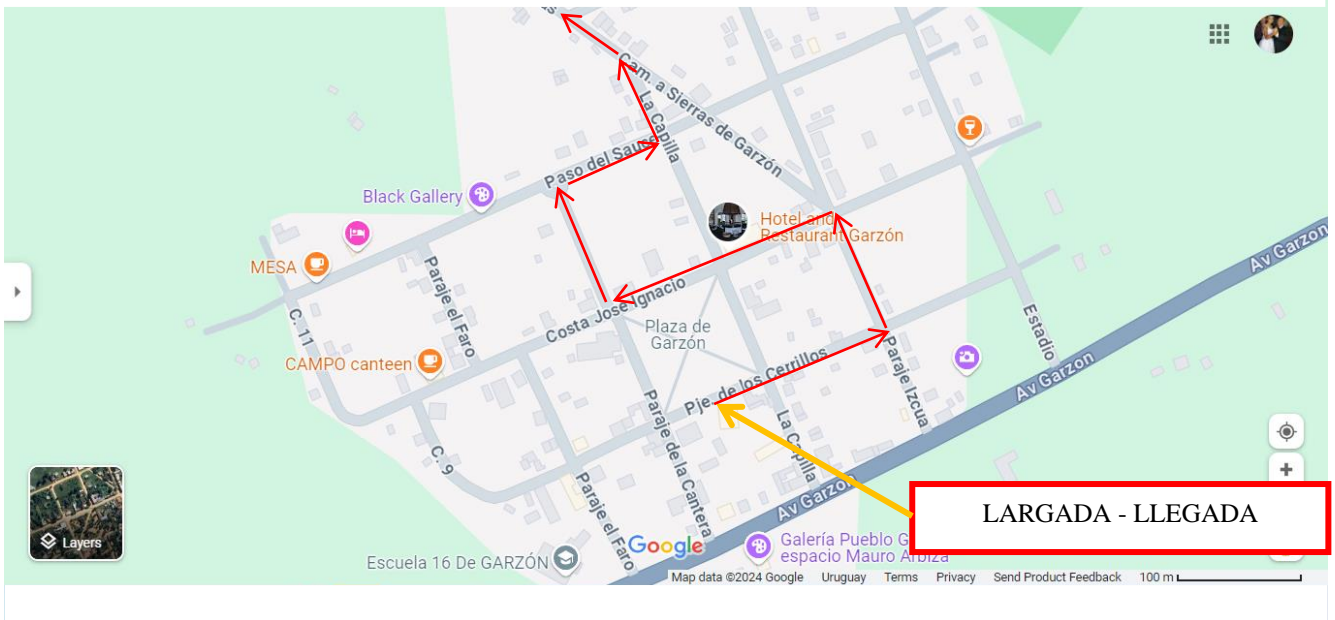 Cam. a Sierras de Garzón
La Capilla
Paso del Sauce
Black Gallery
MESA
Paraje el Faro
C. 11
CAMPO canteen
C. 9
Costa José Ignacio
Hotel and
Restaurant Garzón
Plaza de
Garzón
Pje. de los Cerrillos
Paraje Izcua
Estadio
Av Garzon
Av Garzon
Av Garzon
La Capilla
Paraje de la Cantera
Paraje el Faro
Escuela 16 De GARZÓN
Layers
LARGADA - LLEGADA
Galería Pueblo G
espacio Mauro Arbiza
Google
Map data ©2024 Google Uruguay Terms Privacy Send Product Feedback 100 m